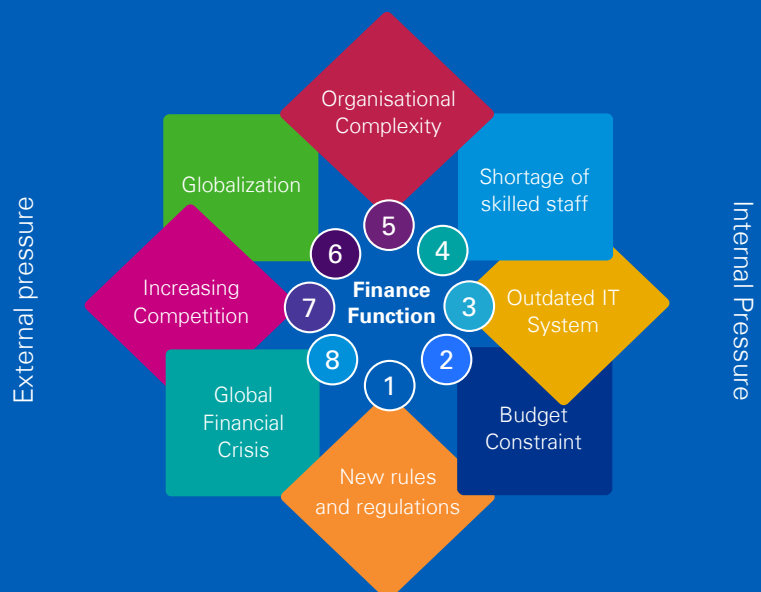 Organisational
Complexity
Globalization
Shortage of
skilled staff
External pressure
Internal Pressure
5
6
4
Increasing
Competition
7
Finance
Function
3
Outdated IT
System
8
2
1
Global
Financial
Crisis
Budget
Constraint
New rules
and regulations